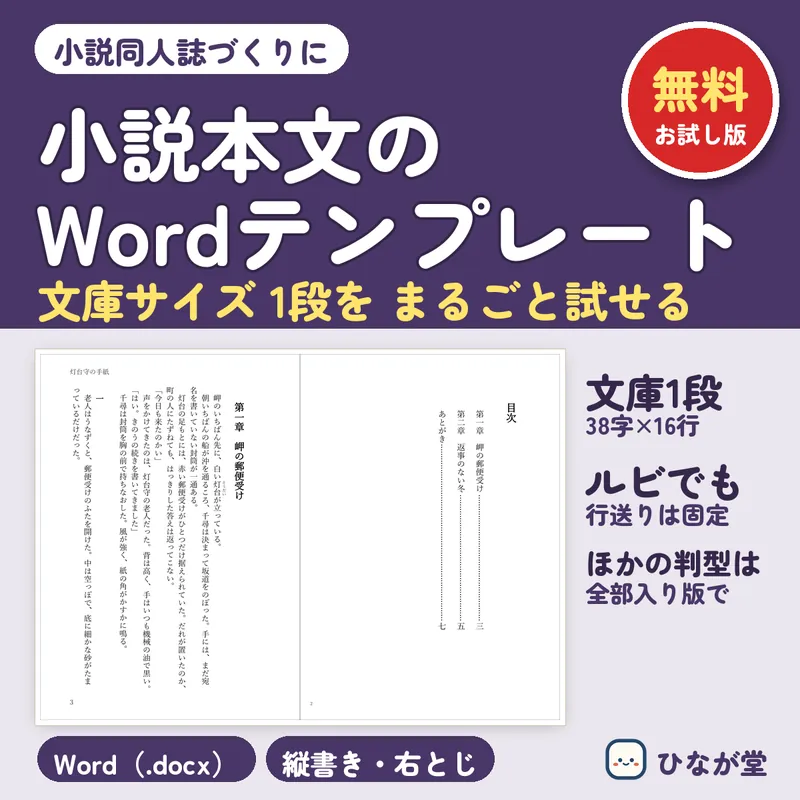 小説同人誌づくりに
無料
お試し版
小説本文の
Wordテンプレート
文庫サイズ 1段を まるごと試せる
目次
第一章 岬の郵便受け……三
第二章 返事のない冬……五
あとがき……七
2
灯台守の手紙
第一章 岬の郵便受け
岬のいちばん先に、白い灯台が立っている。
とうだい
朝いちばんの船が沖を通るころ、千尋は決まって坂道をのぼった。手には、まだ宛
名を書いていない封筒が一通ある。
灯台の足もとには、赤い郵便受けがひとつだけ据えられていた。だれが置いたのか、
町の人にたずねても、はっきりした答えは返ってこない。
「今日も来たのかい」
声をかけてきたのは、灯台守の老人だった。背は高く、手はいつも機械の油で黒い。
「はい。きのうの続きを書いてきました」
千尋は封筒を胸の前で持ちなおした。風が強く、紙の角がかすかに鳴る。
一
老人はうなずくと、郵便受けのふたを開けた。中は空っぽで、底に細かな砂がたま
っているだけだった。
3
文庫1段
38字×16行
ルビでも
行送りは固定
ほかの判型は
全部入り版で
Word（.docx）
縦書き・右とじ
ひなが堂